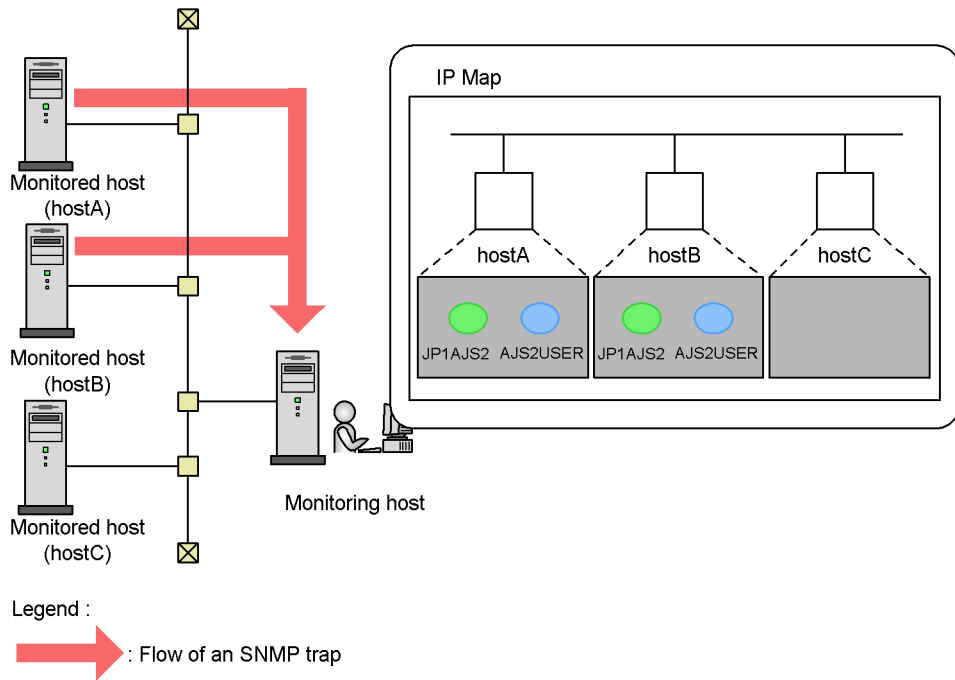 IP Map
Monitored host
(hostA)
hostA
hostB
hostC
JP1AJS2
AJS2USER
JP1AJS2
AJS2USER
Monitored host
(hostB)
Monitoring host
Monitored host
(hostC)
Legend :
: Flow of an SNMP trap